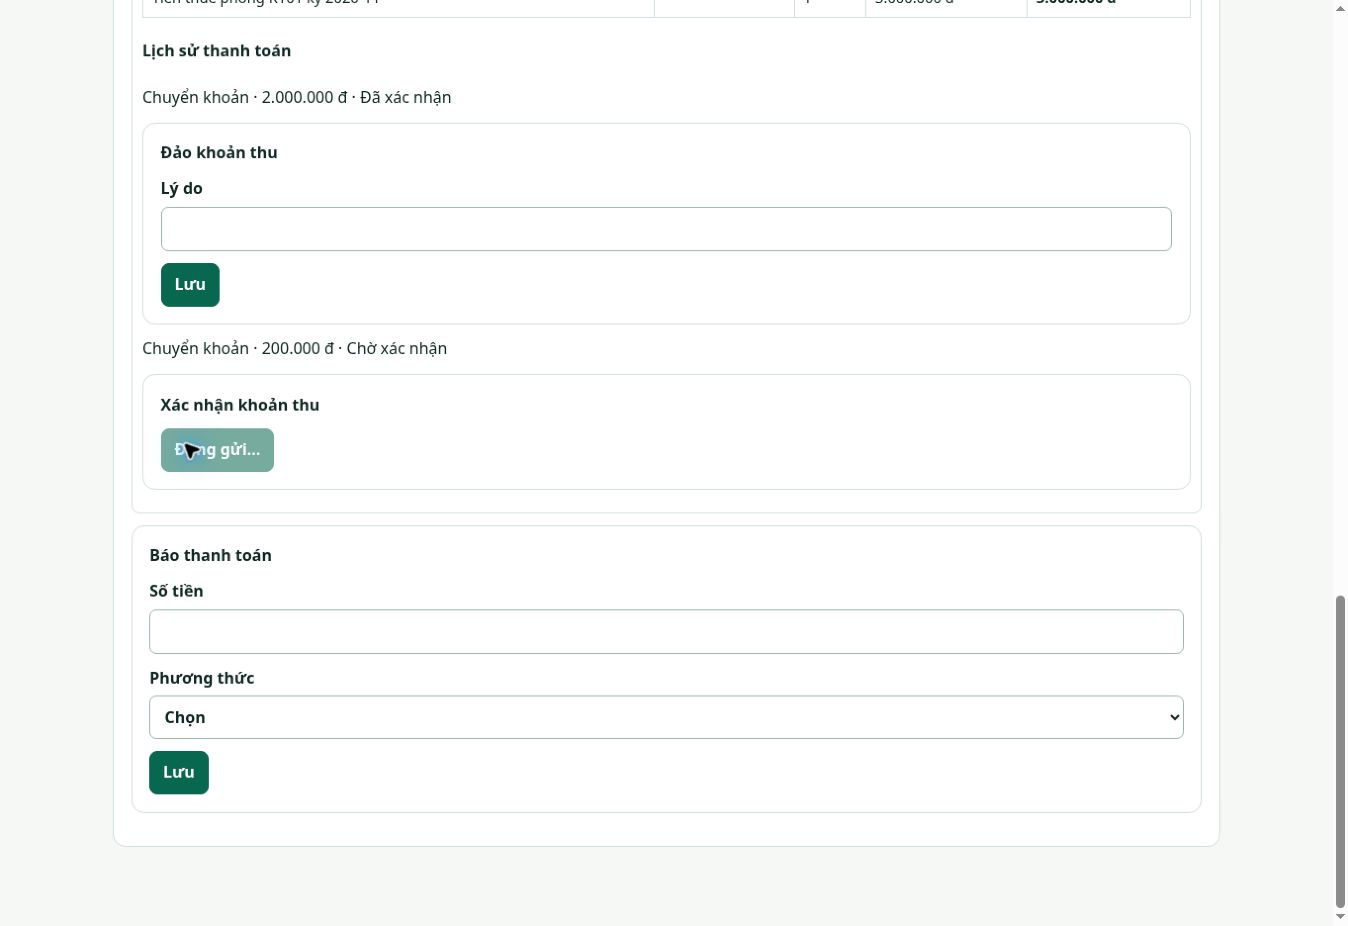 Lịch sử thanh toán
Chuyển khoản · 2.000.000 đ · Đã xác nhận
Đảo khoản thu
Lý do
Lưu
Chuyển khoản · 200.000 đ · Chờ xác nhận
Xác nhận khoản thu
gửi...
Báo thanh toán
Số tiền
Phương thức
Chọn
Lưu